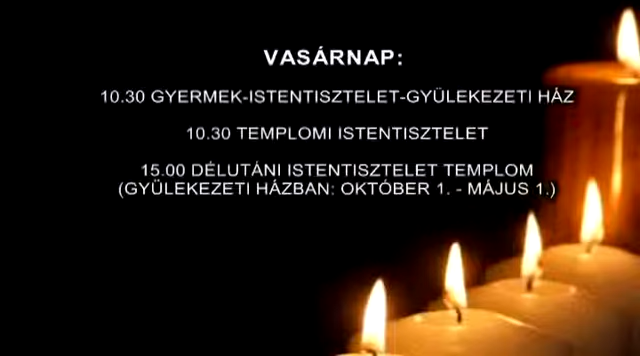 VASÁRNAP:
10.30 GYERMEK-ISTENTISZTELET-GYÜLEKEZETI HÁZ
10.30 TEMPLOMI ISTENTISZTELET
15.00 DÉLUTÁNI ISTENTISZTELET TEMPLOM
(GYÜLEKEZETI HÁZBAN: OKTÓBER 1. - MÁJUS 1.)